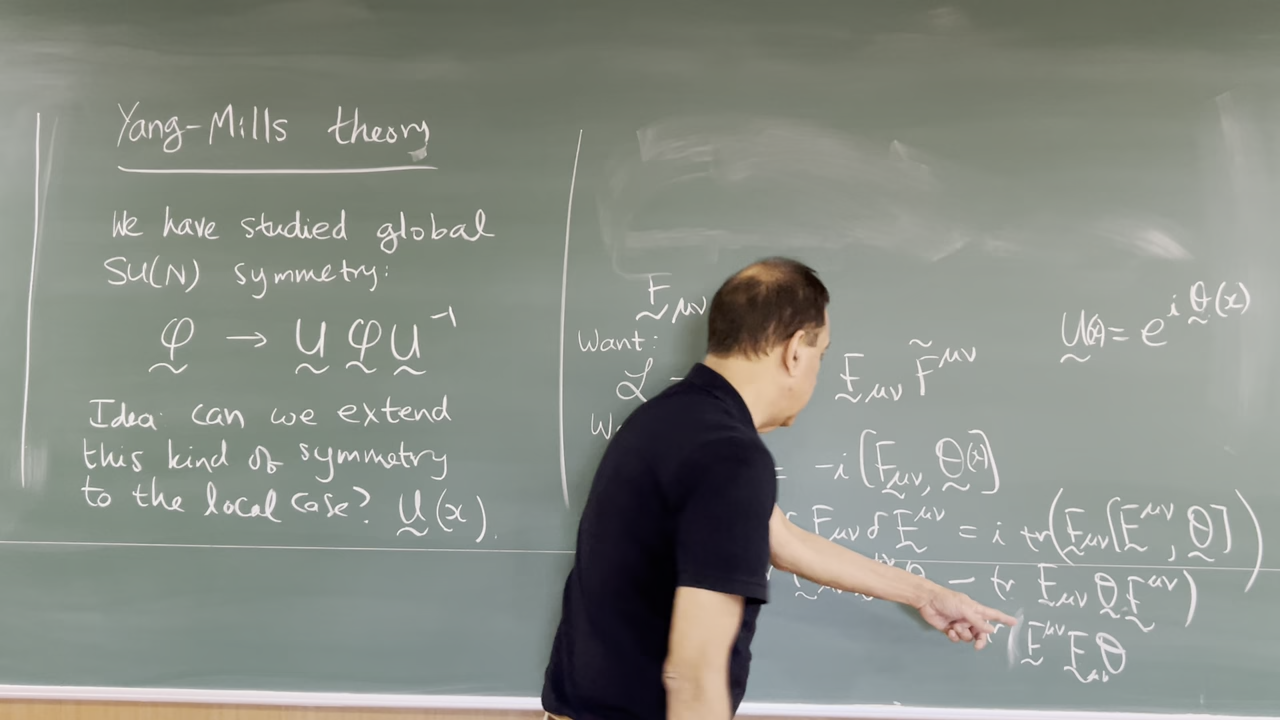 Yang-Mills theory
We have studied global
SU(N) symmetry:
φ → U φ U⁻¹
Idea: can we extend
this kind of symmetry
to the local case? U(x).
F_μν
Want:
ℒ
F_μν F̃^μν
= -i [F_μν, θ(x)]
F_μν δF^μν = i tr(F_μν[F^μν, θ])
- tr F_μν θ F^μν)
(F^μν F_μν θ
U(x) = e^{iθ(x)}